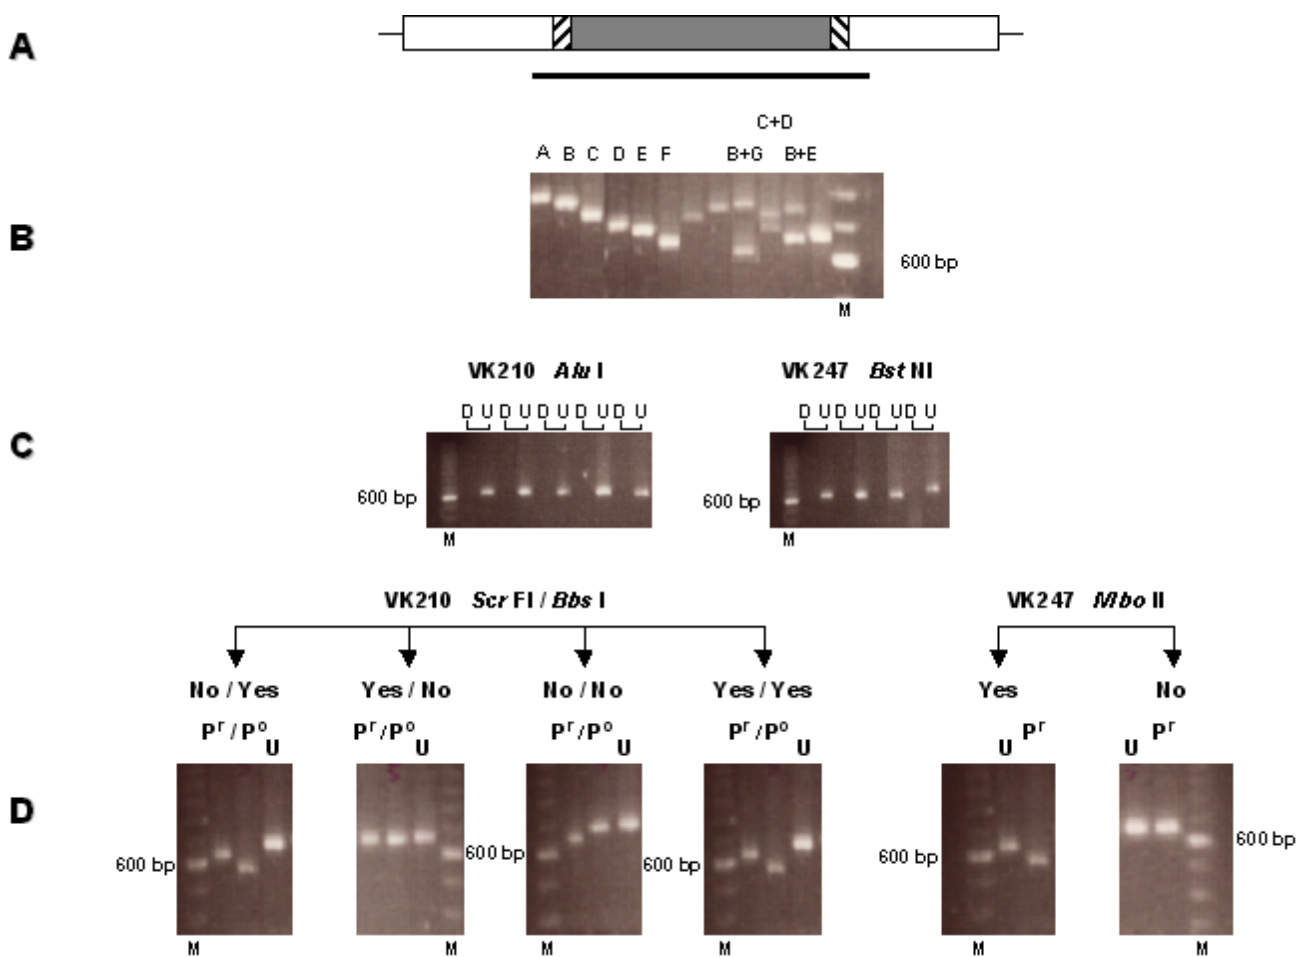 A
C+D
A B C D E F B+G B+E
B
600 bp
M
VK210 Alu I VK247 Bst NI
D U D U D U D U D U D U D U D U D U
C
600 bp 600 bp
M M
VK210 Scr FI / Bbs I VK247 Mbo II
No / Yes Yes / No No / No Yes / Yes Yes No
Pʳ / Pᵒ U Pʳ/Pᵒ U Pʳ/Pᵒ U Pʳ/Pᵒ U U Pʳ U Pʳ
D
600 bp 600 bp 600 bp 600 bp 600 bp
M M M M M M